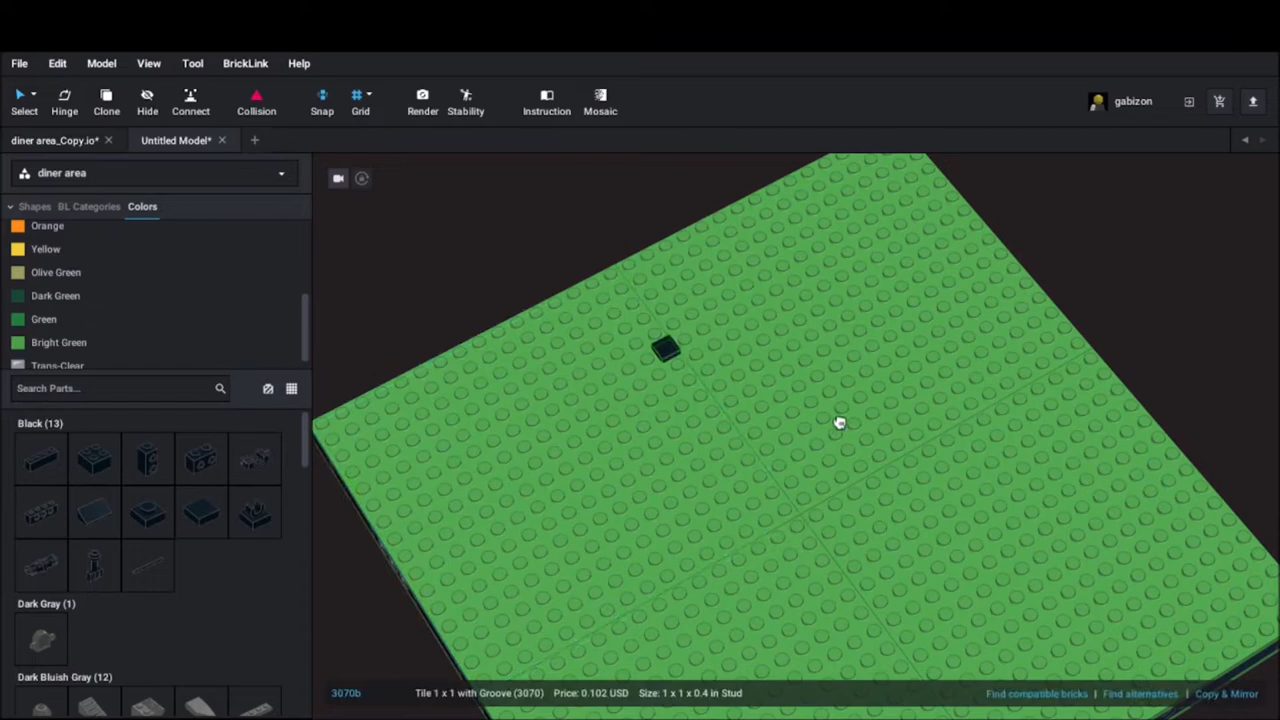 File Edit Model View Tool BrickLink Help
Select Hinge Clone Hide Connect Collision Snap Grid Render Stability Instruction Mosaic gabizon
diner area_Copy.io* Untitled Model*
diner area
Shapes BL Categories Colors
Orange
Yellow
Olive Green
Dark Green
Green
Bright Green
Trans-Clear
Search Parts...
Black (13)
Dark Gray (1)
Dark Bluish Gray (12)
3070b Tile 1 x 1 with Groove (3070) Price: 0.102 USD Size: 1 x 1 x 0.4 in Stud Find compatible bricks Find alternatives Copy & Mirror